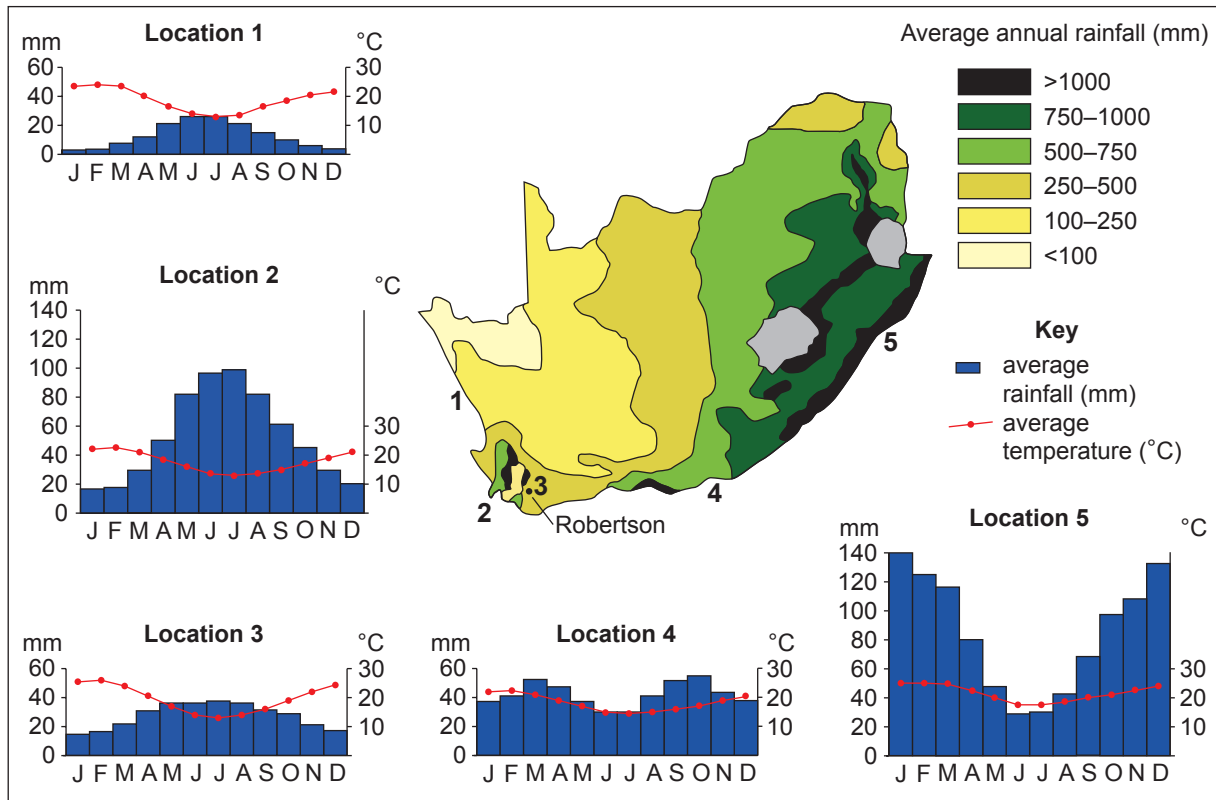 Location 1
mm
°C
60
40
20
0
30
20
10
J F M A M J J A S O N D
Average annual rainfall (mm)
>1000
750–1000
500–750
250–500
100–250
<100
Location 2
mm
°C
140
120
100
80
60
40
20
0
30
20
10
J F M A M J J A S O N D
Key
average
rainfall (mm)
average
temperature (°C)
1
2
3
4
5
Robertson
Location 3
mm
°C
60
40
20
0
30
20
10
J F M A M J J A S O N D
Location 4
mm
°C
60
40
20
0
30
20
10
J F M A M J J A S O N D
Location 5
mm
°C
140
120
100
80
60
40
20
0
30
20
10
J F M A M J J A S O N D